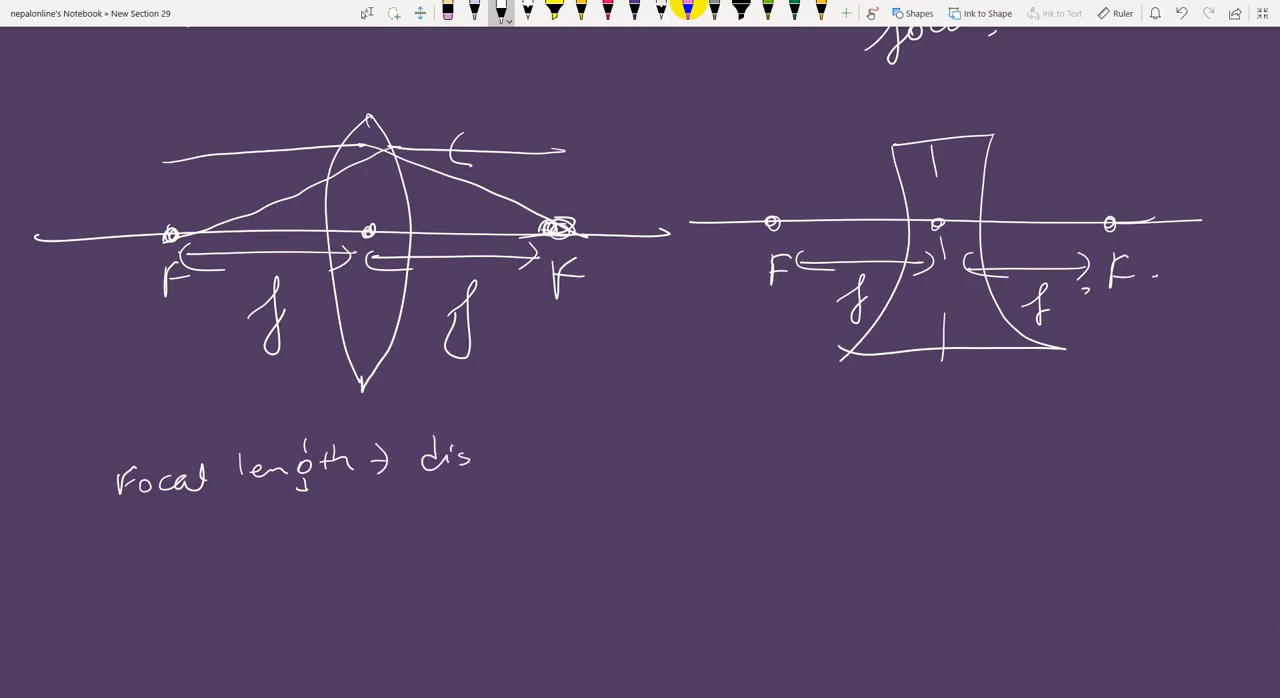 nepalonline's Notebook » New Section 29
Shapes Ink to Shape Ink to Text Ruler
F F F F
f f f f
Focal length → dis